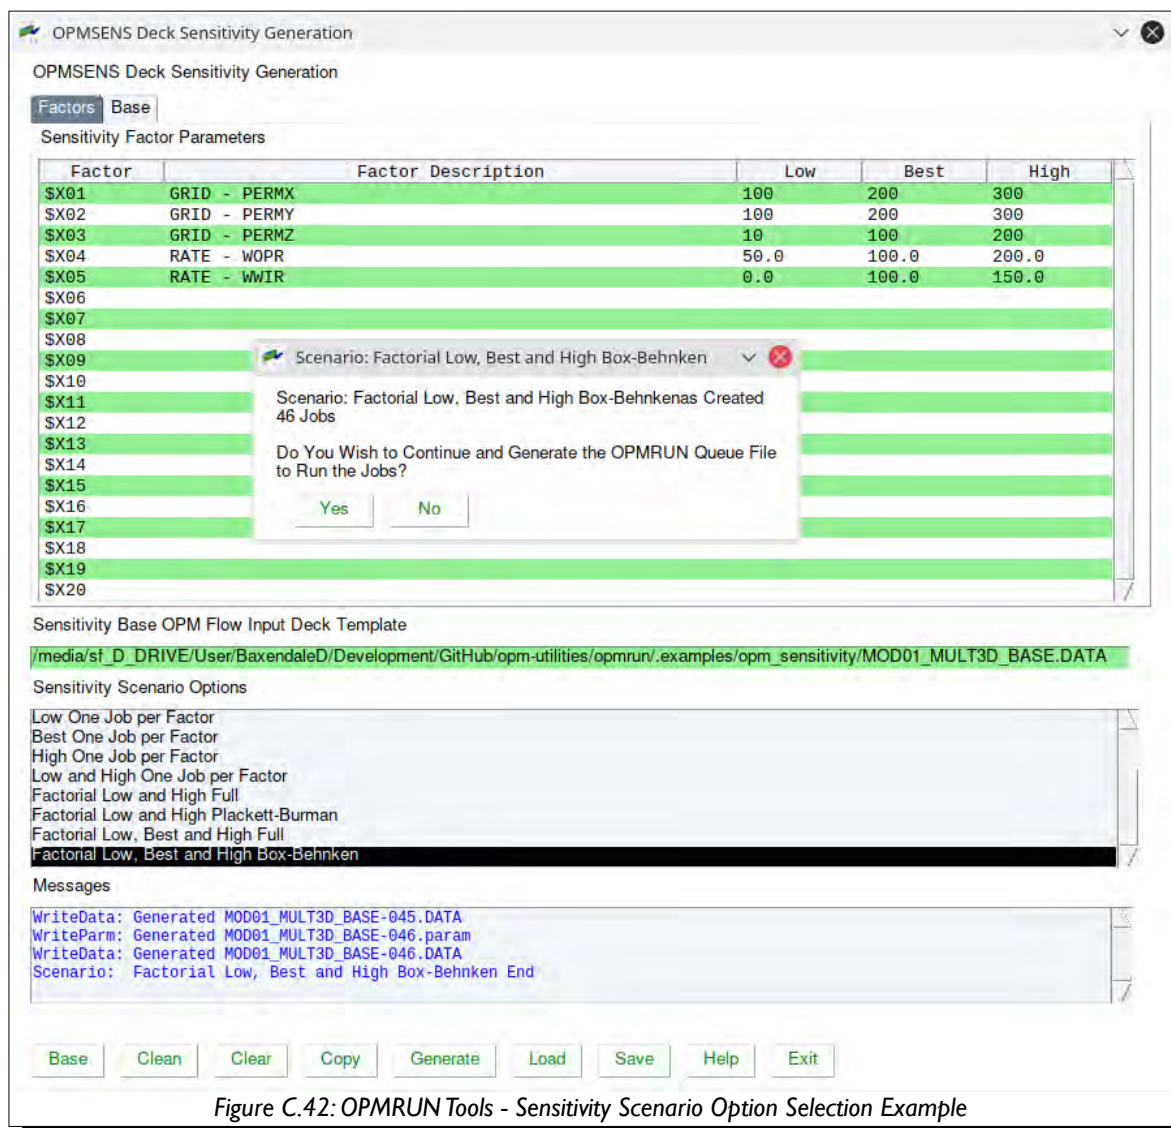 OPMSENS Deck Sensitivity Generation
OPMSENS Deck Sensitivity Generation
Factors Base
Sensitivity Factor Parameters
Factor Factor Description Low Best High
$X01 GRID - PERMX 100 200 300
$X02 GRID - PERMY 100 200 300
$X03 GRID - PERMZ 10 100 200
$X04 RATE - WOPR 50.0 100.0 200.0
$X05 RATE - WWIR 0.0 100.0 150.0
$X06
$X07
$X08
$X09
$X10
$X11
$X12
$X13
$X14
$X15
$X16
$X17
$X18
$X19
$X20
Scenario: Factorial Low, Best and High Box-Behnken
Scenario: Factorial Low, Best and High Box-Behnkenas Created
46 Jobs
Do You Wish to Continue and Generate the OPMRUN Queue File
to Run the Jobs?
Yes No
Sensitivity Base OPM Flow Input Deck Template
/media/sf_D_DRIVE/User/BaxendaleD/Development/GitHub/opm-utilities/opmrun/.examples/opm_sensitivity/MOD01_MULT3D_BASE.DATA
Sensitivity Scenario Options
Low One Job per Factor
Best One Job per Factor
High One Job per Factor
Low and High One Job per Factor
Factorial Low and High Full
Factorial Low and High Plackett-Burman
Factorial Low, Best and High Full
Factorial Low, Best and High Box-Behnken
Messages
WriteData: Generated MOD01_MULT3D_BASE-045.DATA
WriteParm: Generated MOD01_MULT3D_BASE-046.param
WriteData: Generated MOD01_MULT3D_BASE-046.DATA
Scenario: Factorial Low, Best and High Box-Behnken End
Base Clean Clear Copy Generate Load Save Help Exit
Figure C.42: OPMRUN Tools - Sensitivity Scenario Option Selection Example